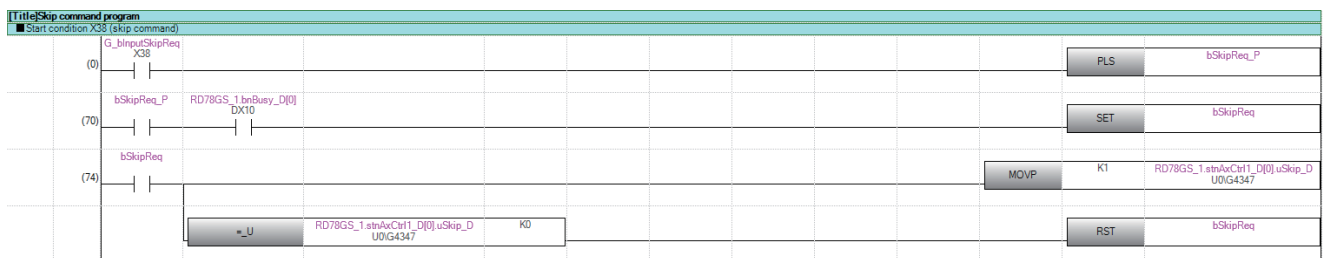 [Title]Skip command program
■Start condition X38 (skip command)
G_bInputSkipReq
X38
(0)
PLS
bSkipReq_P
bSkipReq_P
RD78GS_1.bnBusy_D[0]
DX10
(70)
SET
bSkipReq
bSkipReq
(74)
MOVP
K1
RD78GS_1.stnAxCtrl1_D[0].uSkip_D
U0\G4347
=_U
RD78GS_1.stnAxCtrl1_D[0].uSkip_D
U0\G4347
K0
RST
bSkipReq